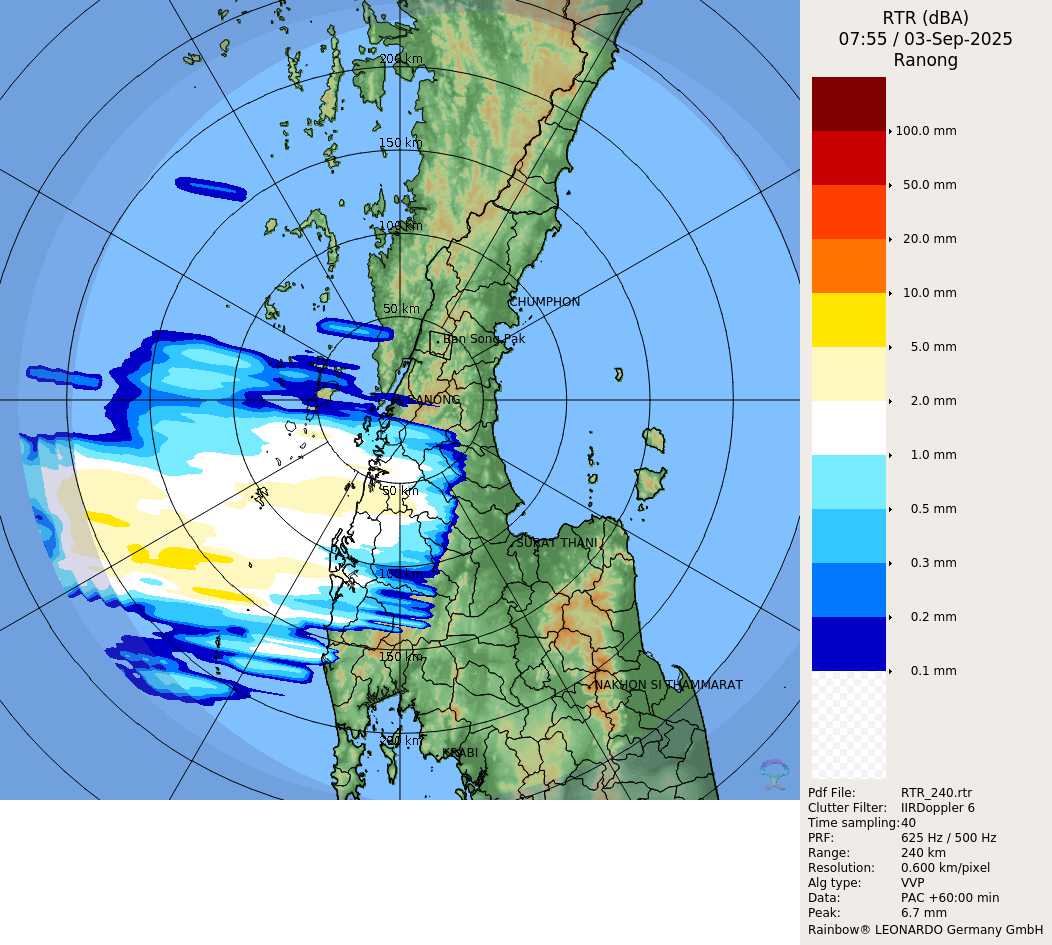 RTR (dBA)
07:55 / 03-Sep-2025
Ranong
100.0 mm
50.0 mm
20.0 mm
10.0 mm
5.0 mm
2.0 mm
1.0 mm
0.5 mm
0.3 mm
0.2 mm
0.1 mm
Pdf File: RTR_240.rtr
Clutter Filter: IIRDoppler 6
Time sampling: 40
PRF: 625 Hz / 500 Hz
Range: 240 km
Resolution: 0.600 km/pixel
Alg type: VVP
Data: PAC +60:00 min
Peak: 6.7 mm
Rainbow® LEONARDO Germany GmbH
200 km
150 km
100 km
50 km
CHUMPHON
Ban Song Pak
RANONG
50 km
SURAT THANI
100 km
150 km
NAKHON SI THAMMARAT
200 km
KRABI